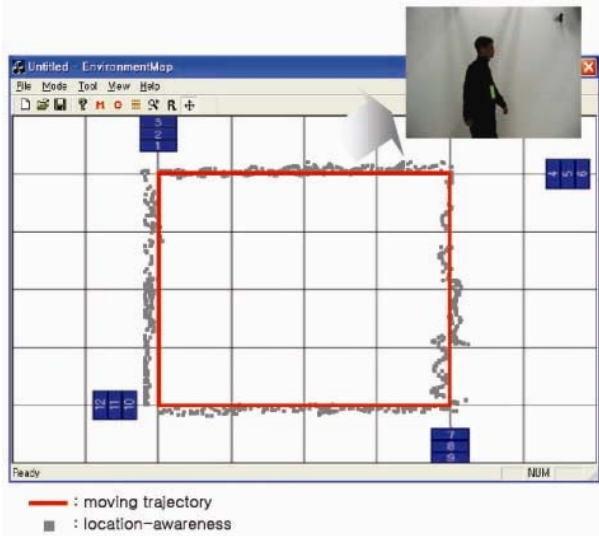 Untitled - EnvironmentMap
File Mode Tool View Help
M O R
3
2
1
4 5 6
12 11 10
7
8
9
Ready NUM
: moving trajectory
: location-awareness